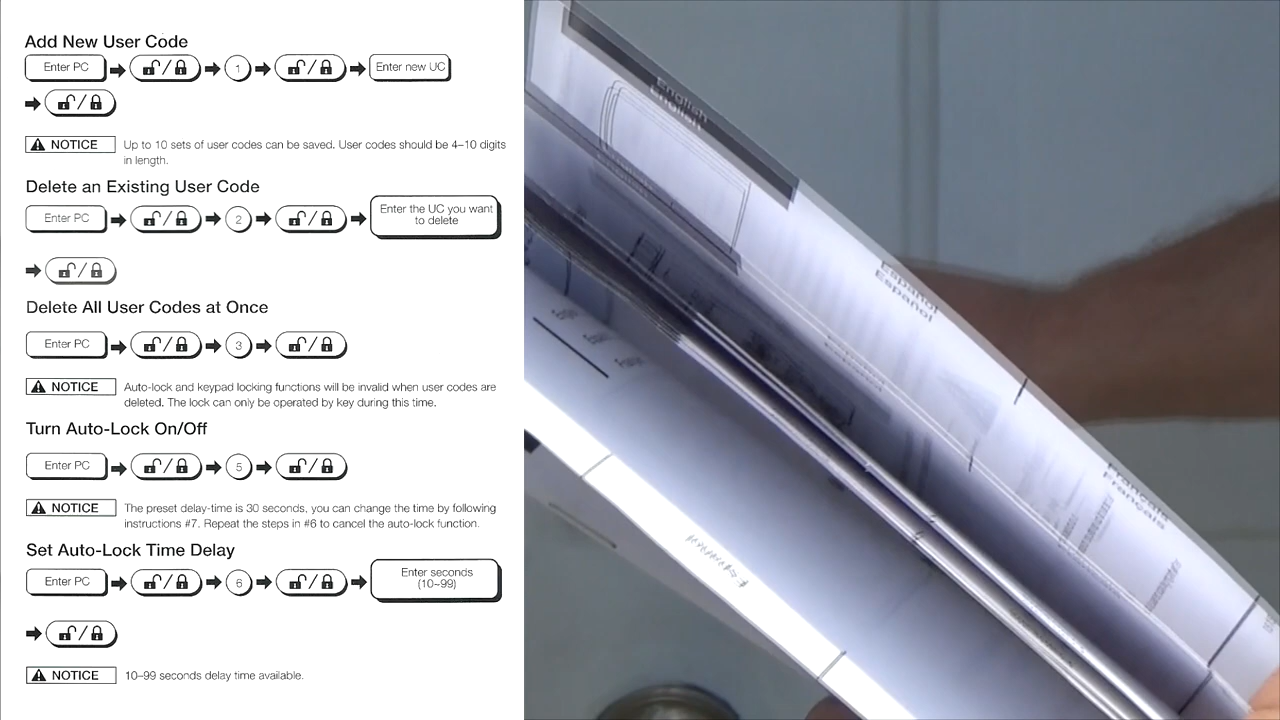 Add New User Code
Enter PC 1 Enter new UC
NOTICE Up to 10 sets of user codes can be saved. User codes should be 4–10 digits
in length.
Delete an Existing User Code
Enter PC 2 Enter the UC you want
to delete
Delete All User Codes at Once
Enter PC 3
NOTICE Auto-lock and keypad locking functions will be invalid when user codes are
deleted. The lock can only be operated by key during this time.
Turn Auto-Lock On/Off
Enter PC 5
NOTICE The preset delay-time is 30 seconds, you can change the time by following
instructions #7. Repeat the steps in #6 to cancel the auto-lock function.
Set Auto-Lock Time Delay
Enter PC 6 Enter seconds
(10~99)
NOTICE 10–99 seconds delay time available.
English
Español
Français